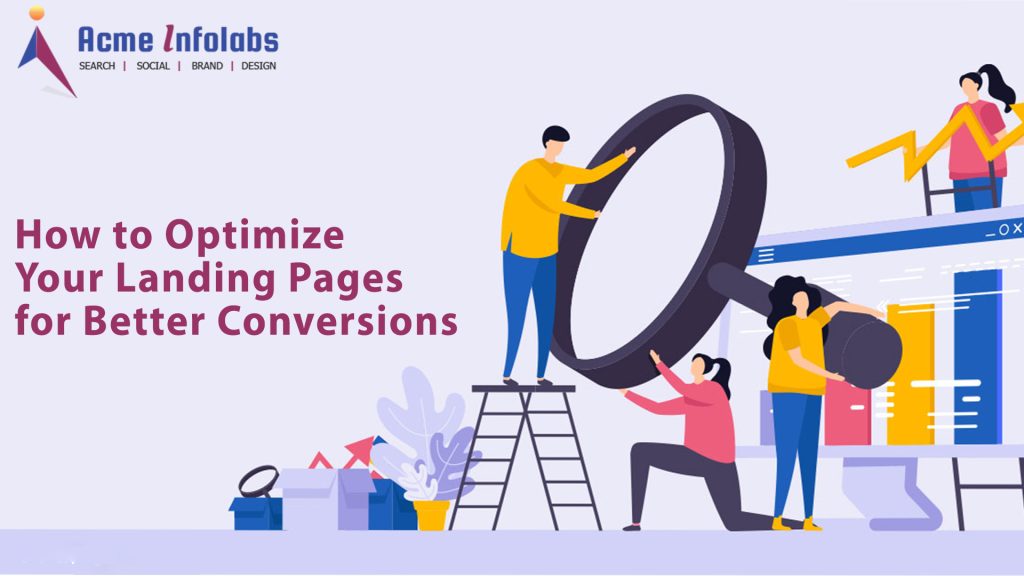 Acme Infolabs
SEARCH | SOCIAL | BRAND | DESIGN
How to Optimize
Your Landing Pages
for Better Conversions